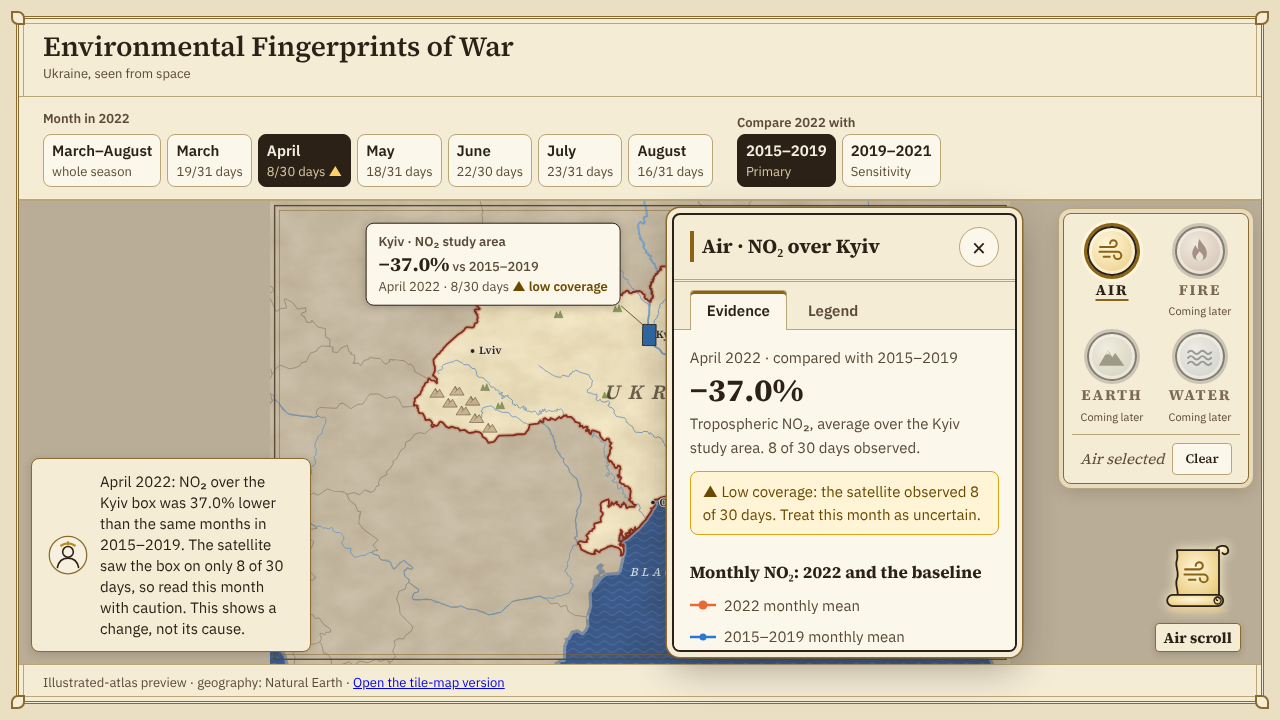 Environmental Fingerprints of War
Ukraine, seen from space
Month in 2022
March–August
whole season
March
19/31 days
April
8/30 days ▲
May
18/31 days
June
22/30 days
July
23/31 days
August
16/31 days
Compare 2022 with
2015–2019
Primary
2019–2021
Sensitivity
Kyiv · NO₂ study area
−37.0% vs 2015–2019
April 2022 · 8/30 days ▲ low coverage
Lviv
Ky
UKR
O
BLA
Air · NO₂ over Kyiv
×
Evidence
Legend
April 2022 · compared with 2015–2019
−37.0%
Tropospheric NO₂, average over the Kyiv
study area. 8 of 30 days observed.
▲ Low coverage: the satellite observed 8
of 30 days. Treat this month as uncertain.
Monthly NO₂: 2022 and the baseline
2022 monthly mean
2015–2019 monthly mean
AIR
FIRE
Coming later
EARTH
Coming later
WATER
Coming later
Air selected
Clear
Air scroll
April 2022: NO₂ over the
Kyiv box was 37.0% lower
than the same months in
2015–2019. The satellite
saw the box on only 8 of 30
days, so read this month
with caution. This shows a
change, not its cause.
Illustrated-atlas preview · geography: Natural Earth · Open the tile-map version